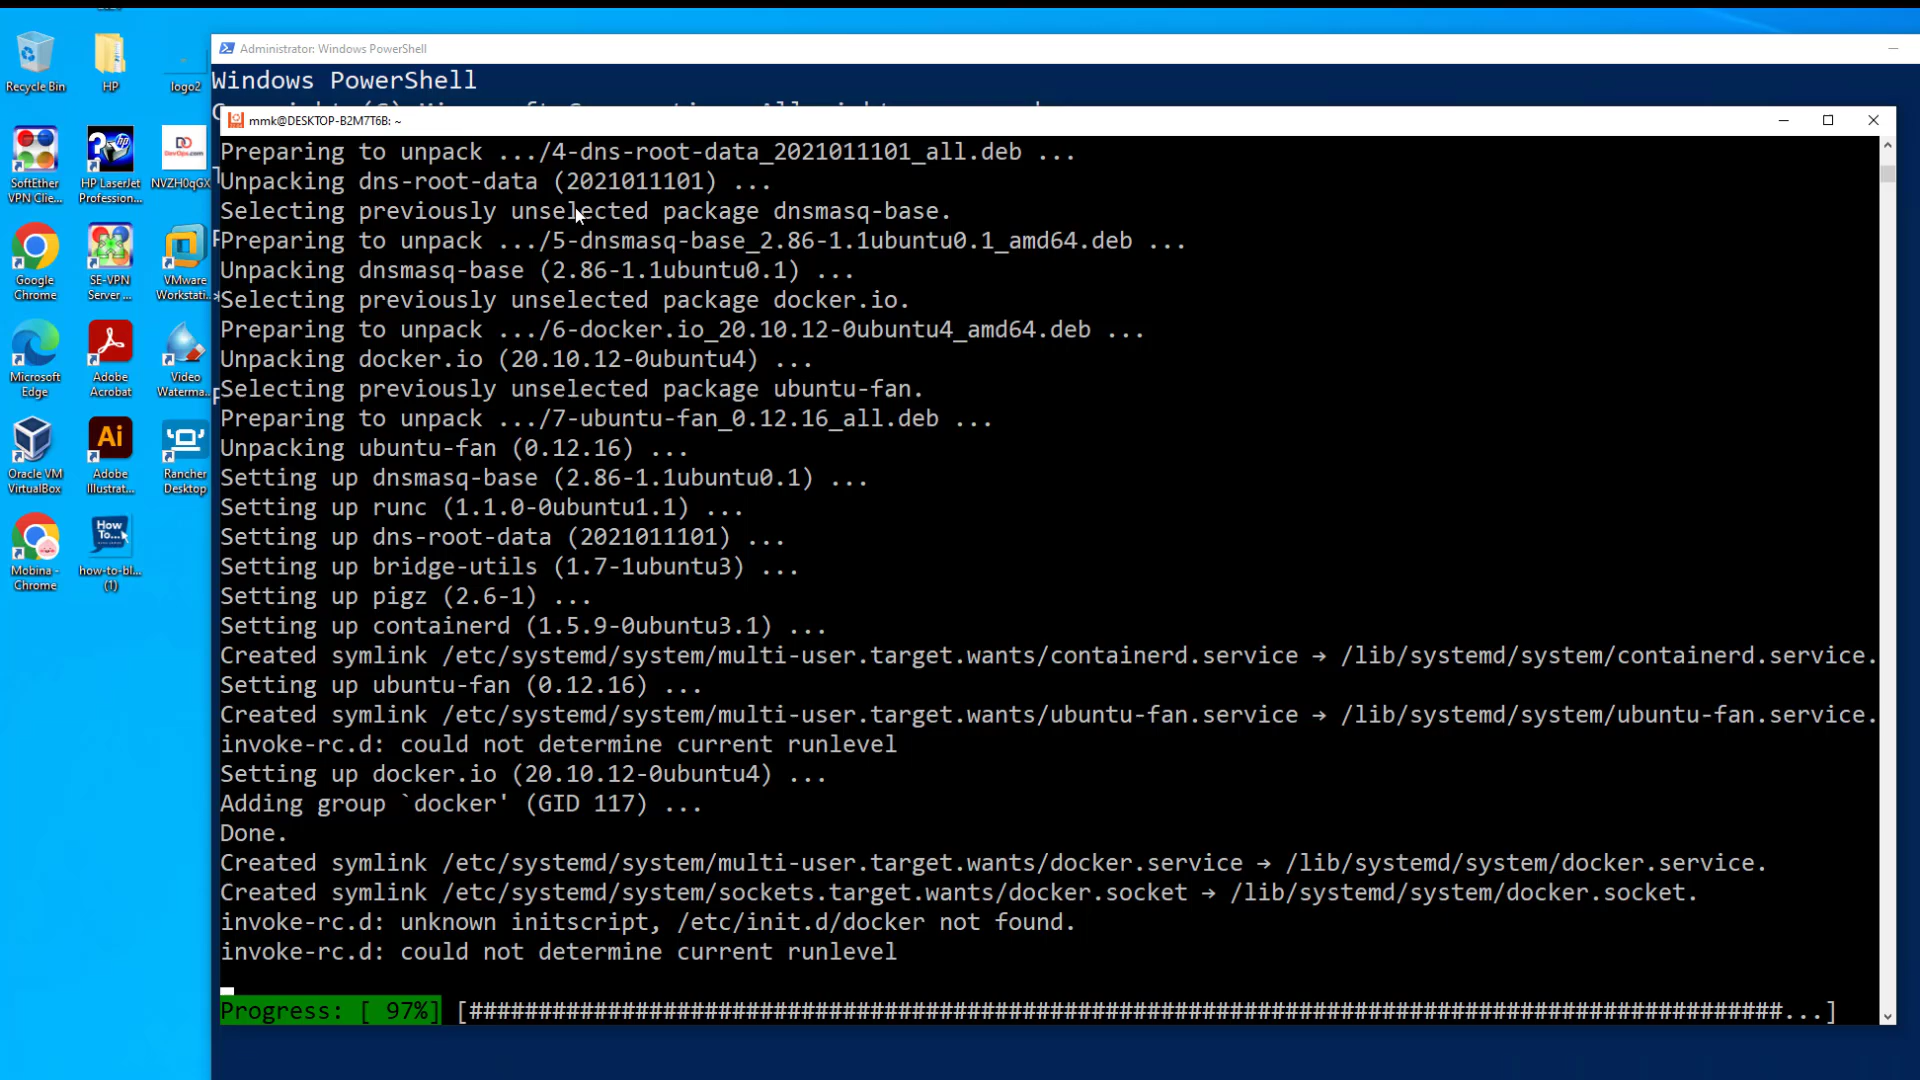 Recycle Bin
HP
logo2
SoftEther
VPN Clie...
HP LaserJet
Profession...
DO
DevOps.com
NVZH0qGX
Google
Chrome
SE-VPN
Server ...
VMware
Workstati...
Microsoft
Edge
Adobe
Acrobat
Video
Waterma...
Oracle VM
VirtualBox
Ai
Adobe
Illustrat...
Rancher
Desktop
Mobina -
Chrome
How
To...
how-to-bl...
(1)
Administrator: Windows PowerShell
Windows PowerShell
mmk@DESKTOP-B2M7T6B: ~
Preparing to unpack .../4-dns-root-data_2021011101_all.deb ...
Unpacking dns-root-data (2021011101) ...
Selecting previously unselected package dnsmasq-base.
Preparing to unpack .../5-dnsmasq-base_2.86-1.1ubuntu0.1_amd64.deb ...
Unpacking dnsmasq-base (2.86-1.1ubuntu0.1) ...
Selecting previously unselected package docker.io.
Preparing to unpack .../6-docker.io_20.10.12-0ubuntu4_amd64.deb ...
Unpacking docker.io (20.10.12-0ubuntu4) ...
Selecting previously unselected package ubuntu-fan.
Preparing to unpack .../7-ubuntu-fan_0.12.16_all.deb ...
Unpacking ubuntu-fan (0.12.16) ...
Setting up dnsmasq-base (2.86-1.1ubuntu0.1) ...
Setting up runc (1.1.0-0ubuntu1.1) ...
Setting up dns-root-data (2021011101) ...
Setting up bridge-utils (1.7-1ubuntu3) ...
Setting up pigz (2.6-1) ...
Setting up containerd (1.5.9-0ubuntu3.1) ...
Created symlink /etc/systemd/system/multi-user.target.wants/containerd.service → /lib/systemd/system/containerd.service.
Setting up ubuntu-fan (0.12.16) ...
Created symlink /etc/systemd/system/multi-user.target.wants/ubuntu-fan.service → /lib/systemd/system/ubuntu-fan.service.
invoke-rc.d: could not determine current runlevel
Setting up docker.io (20.10.12-0ubuntu4) ...
Adding group `docker' (GID 117) ...
Done.
Created symlink /etc/systemd/system/multi-user.target.wants/docker.service → /lib/systemd/system/docker.service.
Created symlink /etc/systemd/system/sockets.target.wants/docker.socket → /lib/systemd/system/docker.socket.
invoke-rc.d: unknown initscript, /etc/init.d/docker not found.
invoke-rc.d: could not determine current runlevel
Progress: [ 97%] [###############################################################################################...]